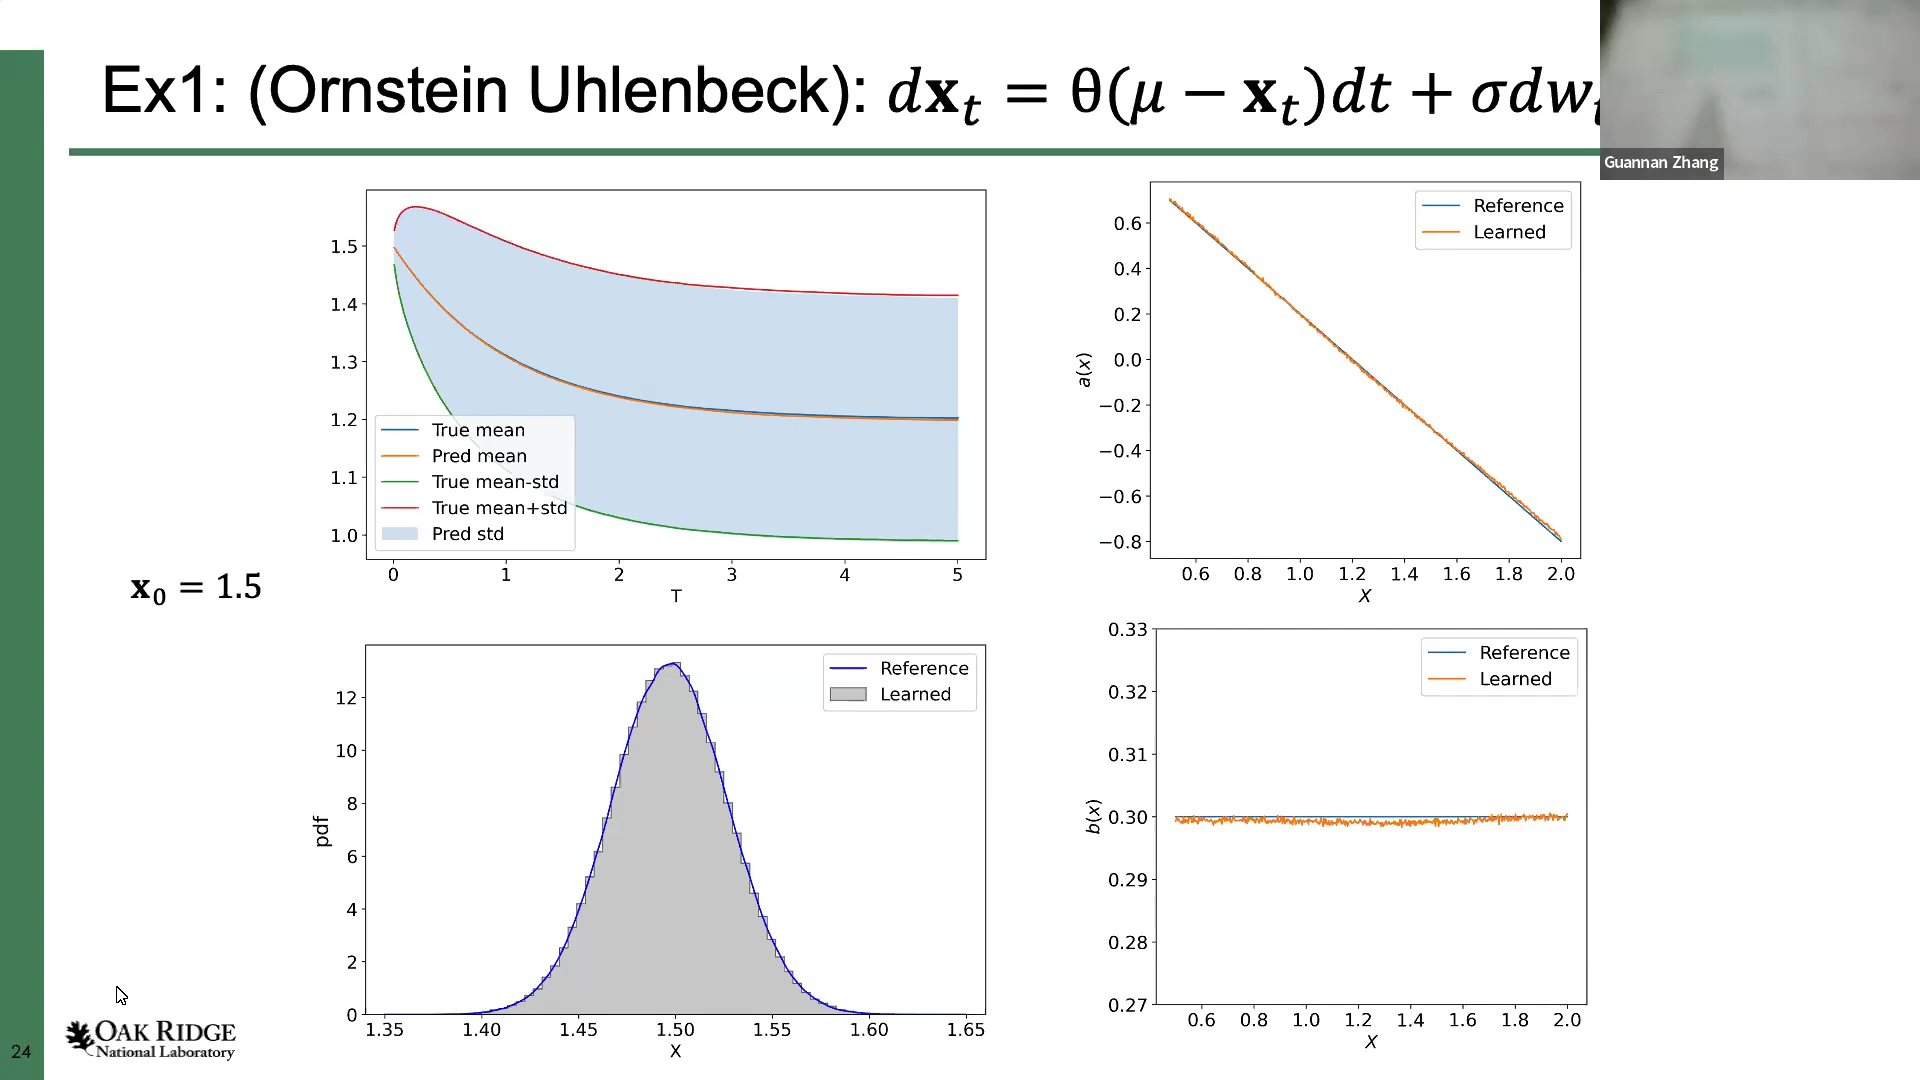 Ex1: (Ornstein Uhlenbeck): d𝐱ₜ = θ(μ − 𝐱ₜ)dt + σdwₜ
Guannan Zhang
𝐱₀ = 1.5
1.5
1.4
1.3
1.2
1.1
1.0
True mean
Pred mean
True mean-std
True mean+std
Pred std
0 1 2 3 4 5
T
Reference
Learned
a(x)
0.6
0.4
0.2
0.0
−0.2
−0.4
−0.6
−0.8
0.6 0.8 1.0 1.2 1.4 1.6 1.8 2.0
X
Reference
Learned
pdf
12
10
8
6
4
2
0
1.35 1.40 1.45 1.50 1.55 1.60 1.65
X
Reference
Learned
b(x)
0.33
0.32
0.31
0.30
0.29
0.28
0.27
0.6 0.8 1.0 1.2 1.4 1.6 1.8 2.0
X
24
OAK RIDGE
National Laboratory